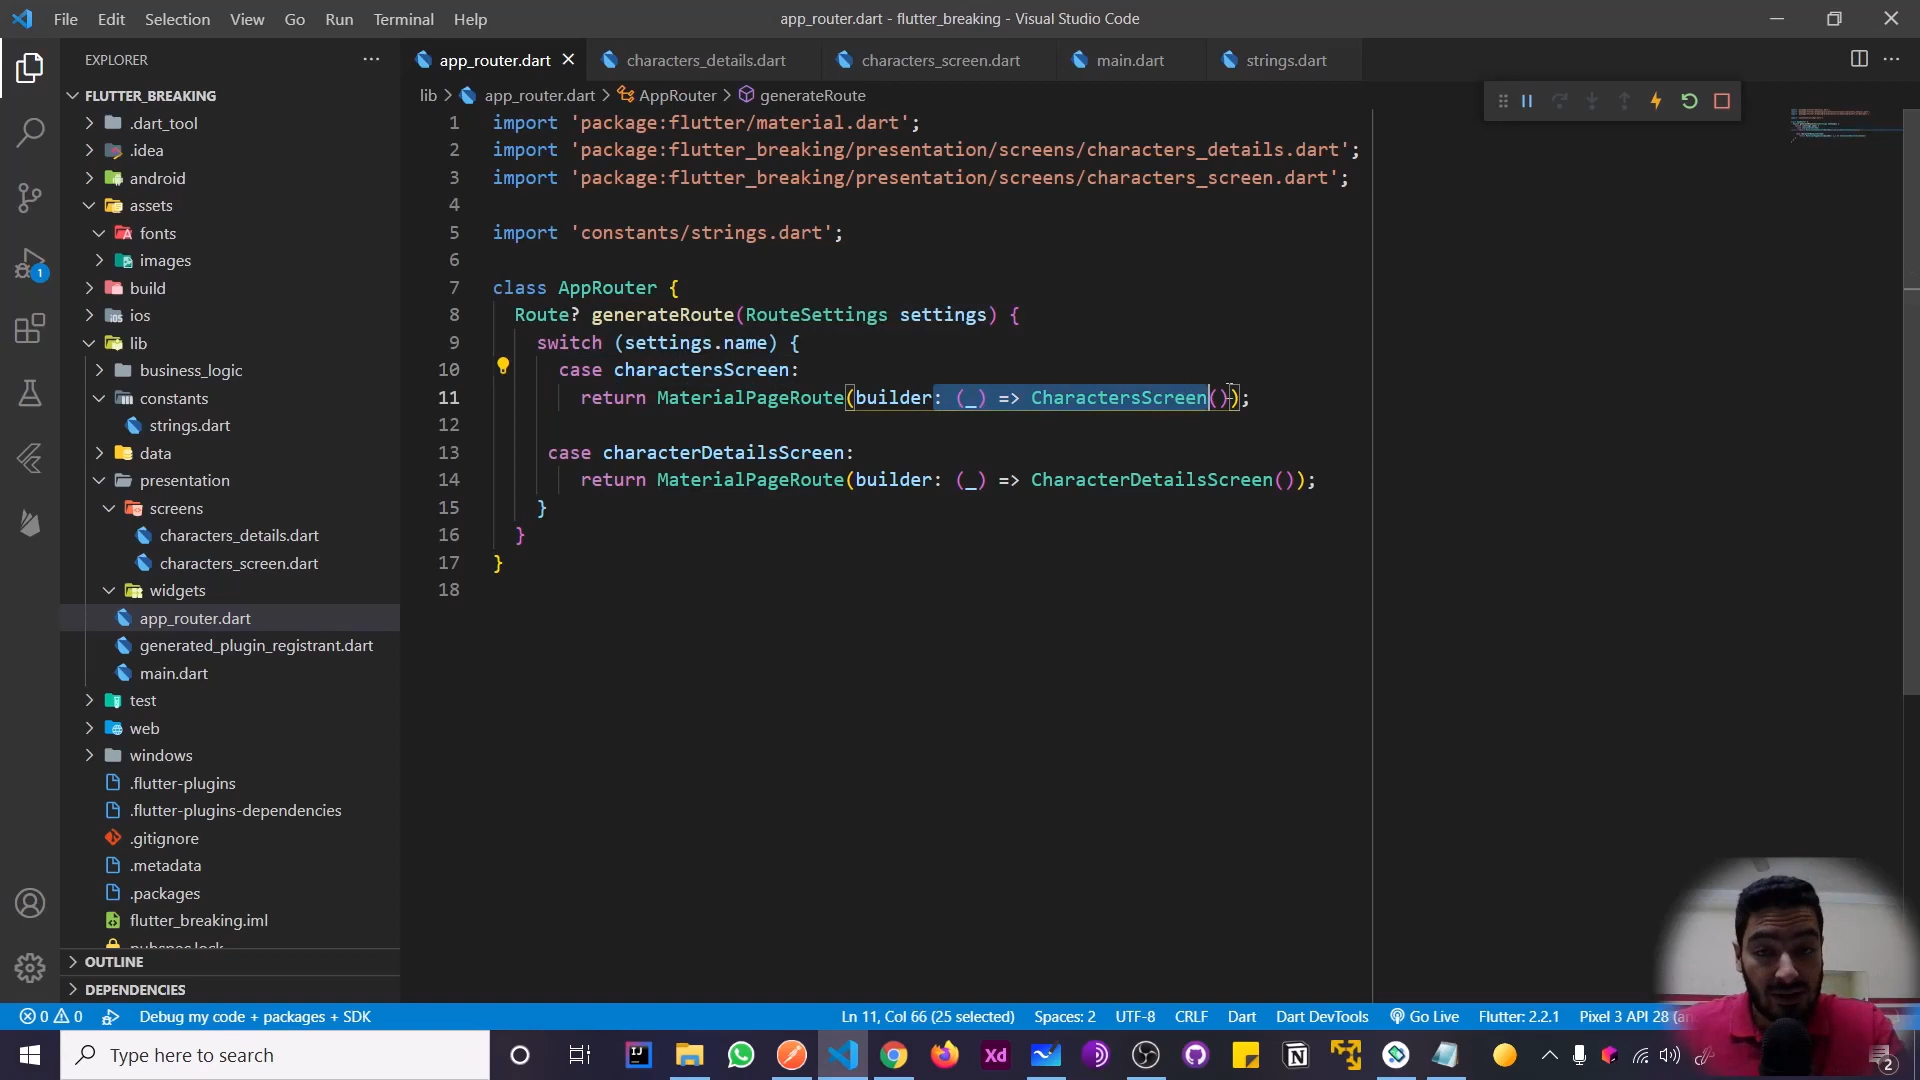 File Edit Selection View Go Run Terminal Help
app_router.dart - flutter_breaking - Visual Studio Code
EXPLORER
FLUTTER_BREAKING
.dart_tool
.idea
android
assets
fonts
images
build
ios
lib
business_logic
constants
strings.dart
data
presentation
screens
characters_details.dart
characters_screen.dart
widgets
app_router.dart
generated_plugin_registrant.dart
main.dart
test
web
windows
.flutter-plugins
.flutter-plugins-dependencies
.gitignore
.metadata
.packages
flutter_breaking.iml
pubspec.lock
OUTLINE
DEPENDENCIES
1
app_router.dart characters_details.dart characters_screen.dart main.dart strings.dart
lib > app_router.dart > AppRouter > generateRoute
1 import 'package:flutter/material.dart';
2 import 'package:flutter_breaking/presentation/screens/characters_details.dart';
3 import 'package:flutter_breaking/presentation/screens/characters_screen.dart';
4
5 import 'constants/strings.dart';
6
7 class AppRouter {
8 Route? generateRoute(RouteSettings settings) {
9 switch (settings.name) {
10 case charactersScreen:
11 return MaterialPageRoute(builder: (_) => CharactersScreen());
12
13 case characterDetailsScreen:
14 return MaterialPageRoute(builder: (_) => CharacterDetailsScreen());
15 }
16 }
17 }
18
0 0 Debug my code + packages + SDK Ln 11, Col 66 (25 selected) Spaces: 2 UTF-8 CRLF Dart Dart DevTools Go Live Flutter: 2.2.1 Pixel 3 API 28
Type here to search
Xd
2